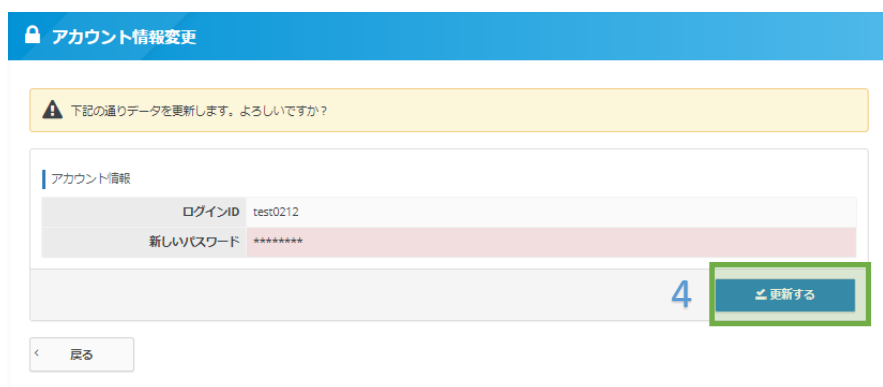 アカウント情報変更
下記の通りデータを更新します。よろしいですか?
アカウント情報
ログインID test0212
新しいパスワード ********
4 更新する
戻る